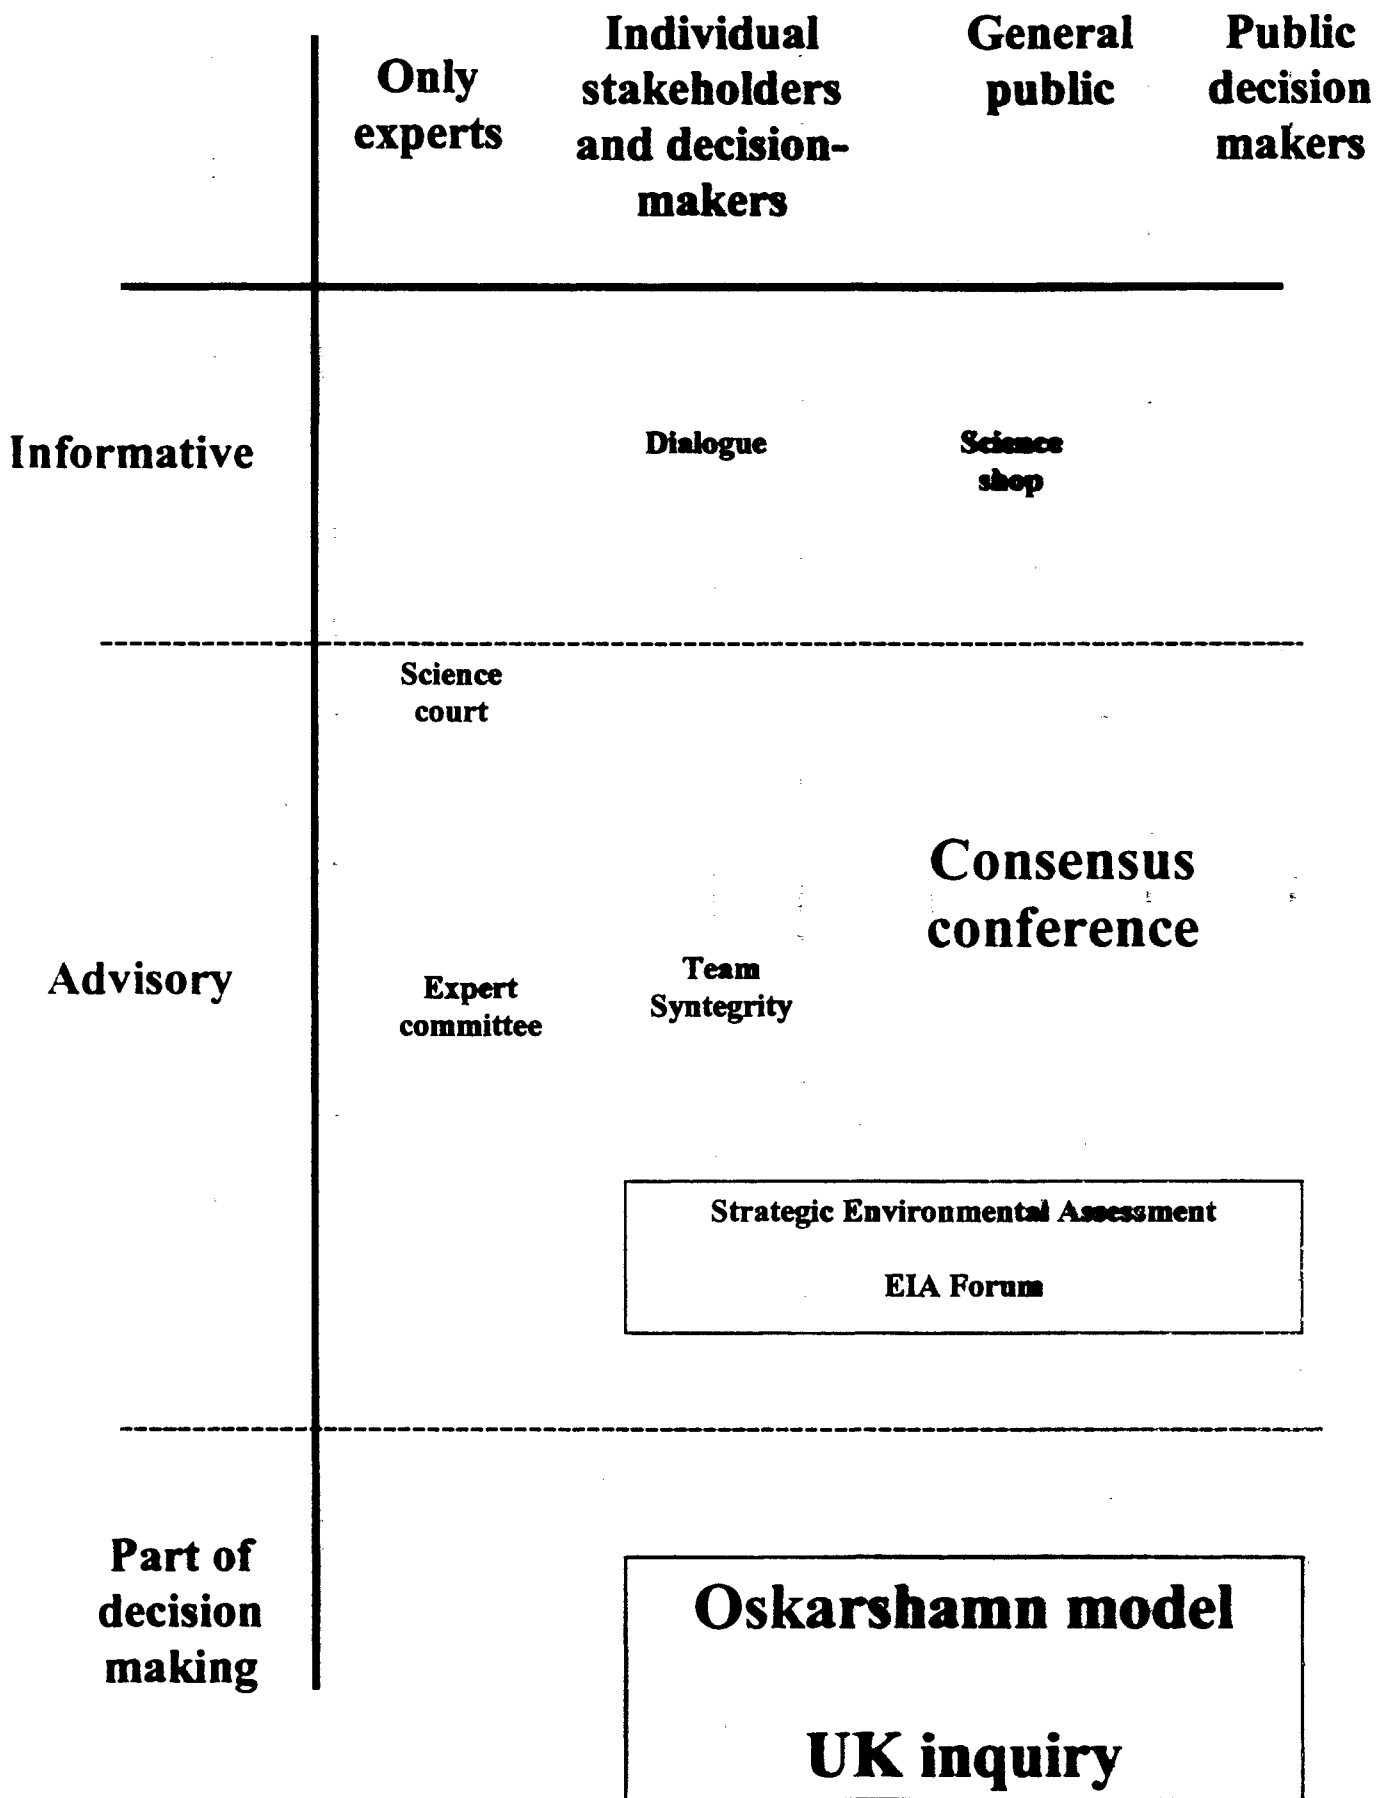 Only
experts
Individual
stakeholders
and decision-
makers
General
public
Public
decision
makers
Informative
Dialogue
Science
shop
Science
court
Consensus
conference
Advisory
Expert
committee
Team
Syntegrity
Strategic Environmental Assessment
EIA Forum
Part of
decision
making
Oskarshamn model
UK inquiry